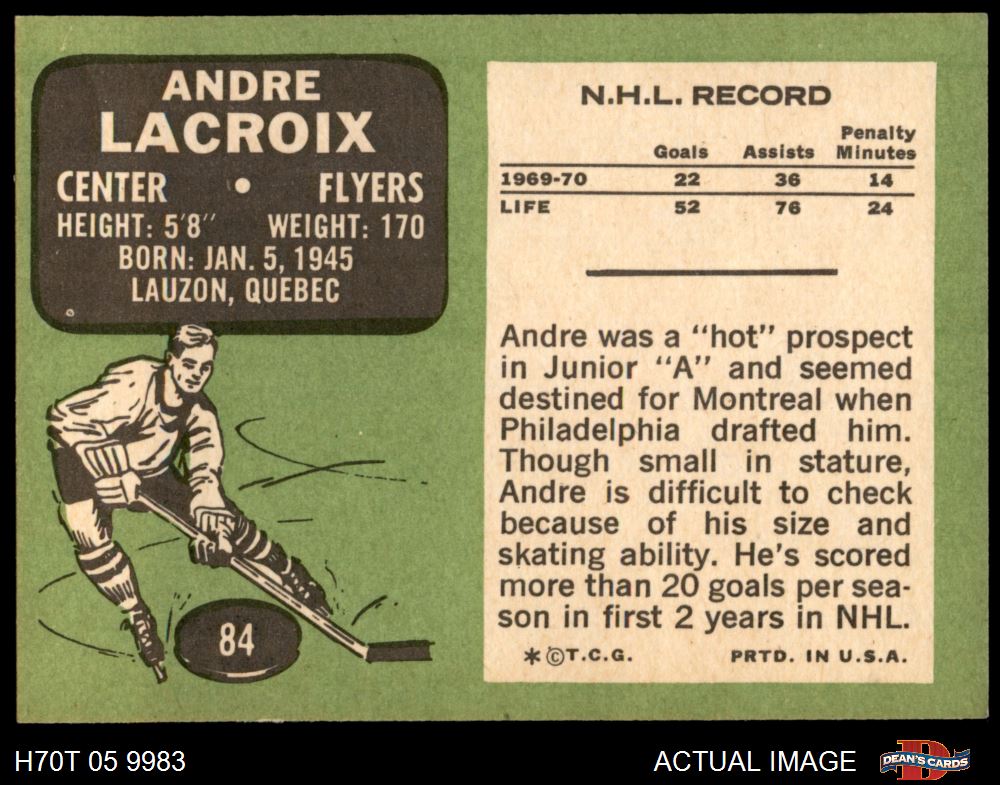 ANDRE
LACROIX
CENTER • FLYERS
HEIGHT: 5'8" WEIGHT: 170
BORN: JAN. 5, 1945
LAUZON, QUEBEC
84
N.H.L. RECORD
Goals Assists Penalty Minutes
1969-70 22 36 14
LIFE 52 76 24
Andre was a "hot" prospect
in Junior "A" and seemed
destined for Montreal when
Philadelphia drafted him.
Though small in stature,
Andre is difficult to check
because of his size and
skating ability. He's scored
more than 20 goals per sea-
son in first 2 years in NHL.
*©T.C.G. PRTD. IN U.S.A.
H70T 05 9983 ACTUAL IMAGE D DEAN'S CARDS